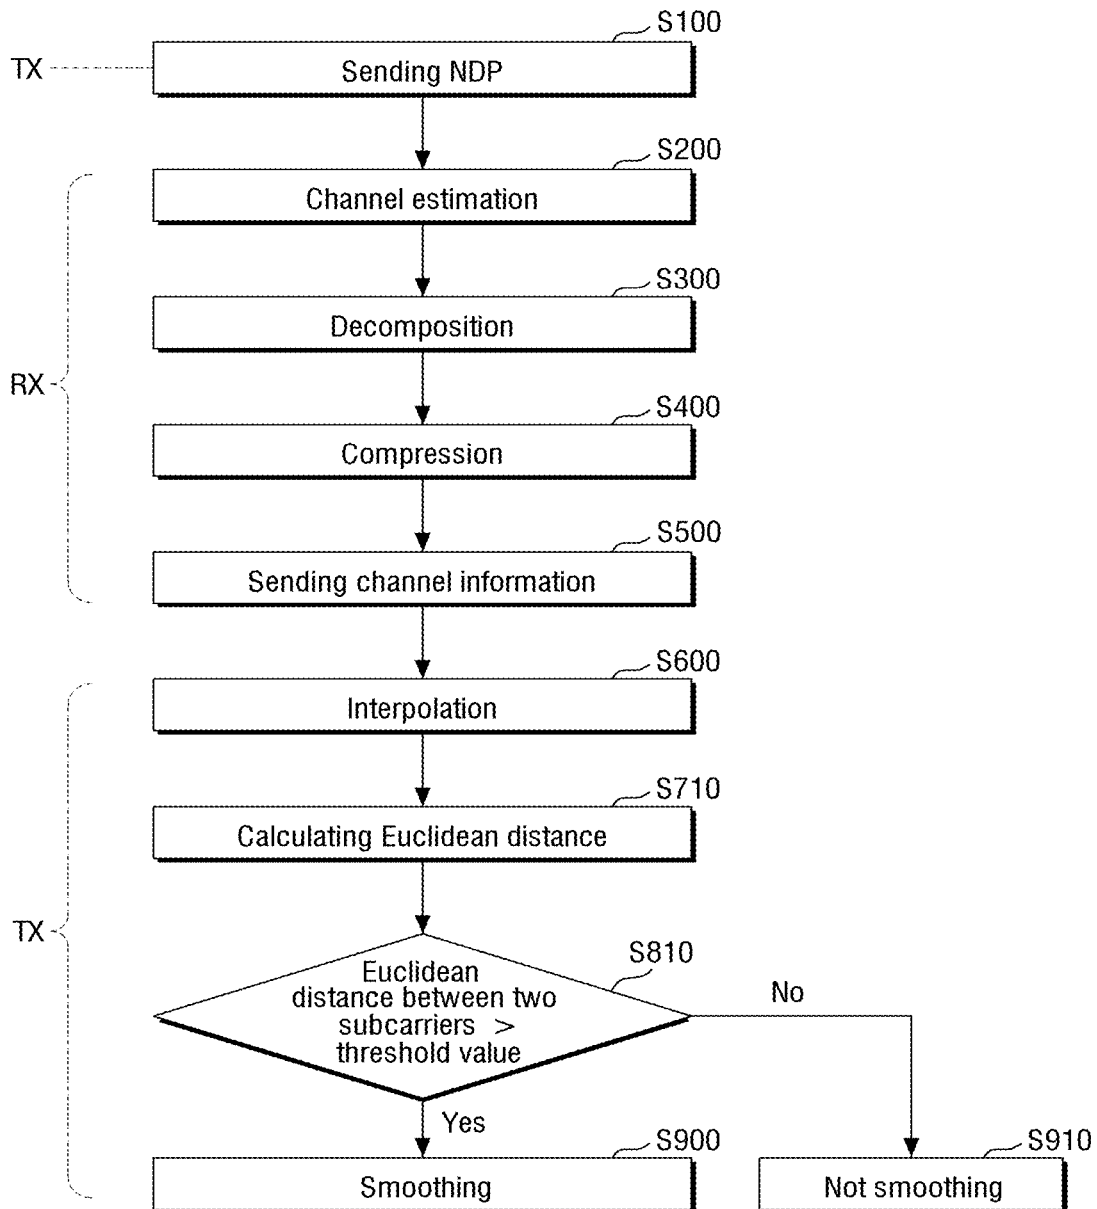 S100
TX
Sending NDP
S200
Channel estimation
S300
Decomposition
RX
S400
Compression
S500
Sending channel information
S600
Interpolation
S710
Calculating Euclidean distance
TX
S810
Euclidean
distance between two
subcarriers >
threshold value
No
Yes
S900
Smoothing
S910
Not smoothing